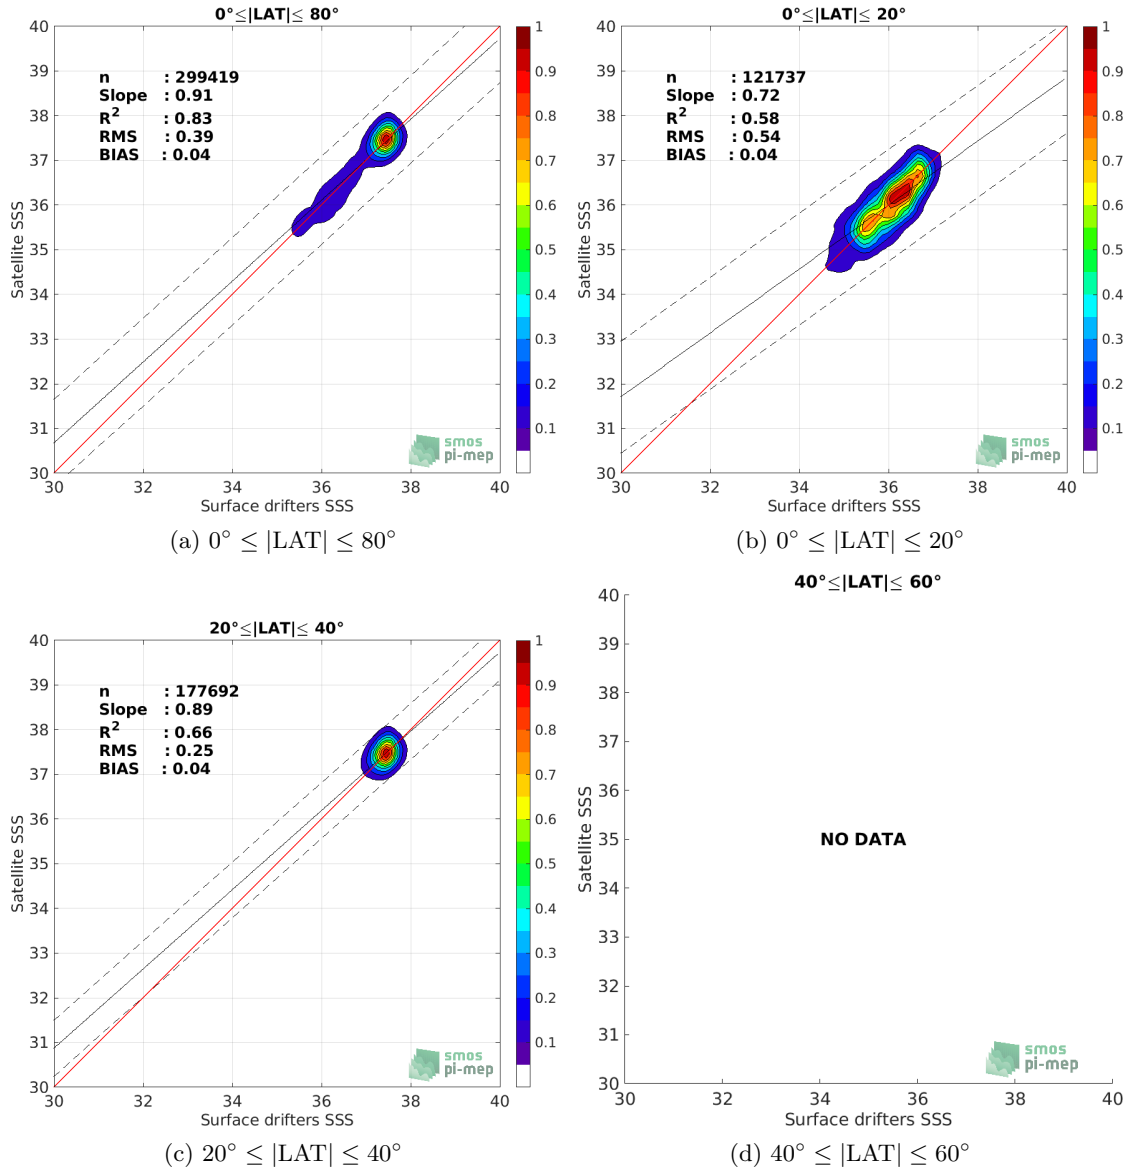 0°≤|LAT|≤ 80°
40
39
38
37
36
35
34
33
32
31
30
30 32 34 36 38 40
Satellite SSS
Surface drifters SSS
n : 299419
Slope : 0.91
R2 : 0.83
RMS : 0.39
BIAS : 0.04
smos
pi-mep
1
0.9
0.8
0.7
0.6
0.5
0.4
0.3
0.2
0.1
(a) 0° ≤ |LAT| ≤ 80°
0°≤|LAT|≤ 20°
40
39
38
37
36
35
34
33
32
31
30
30 32 34 36 38 40
Satellite SSS
Surface drifters SSS
n : 121737
Slope : 0.72
R2 : 0.58
RMS : 0.54
BIAS : 0.04
smos
pi-mep
1
0.9
0.8
0.7
0.6
0.5
0.4
0.3
0.2
0.1
(b) 0° ≤ |LAT| ≤ 20°
20°≤|LAT|≤ 40°
40
39
38
37
36
35
34
33
32
31
30
30 32 34 36 38 40
Satellite SSS
Surface drifters SSS
n : 177692
Slope : 0.89
R2 : 0.66
RMS : 0.25
BIAS : 0.04
smos
pi-mep
1
0.9
0.8
0.7
0.6
0.5
0.4
0.3
0.2
0.1
(c) 20° ≤ |LAT| ≤ 40°
40°≤|LAT|≤ 60°
40
39
38
37
36
35
34
33
32
31
30
30 32 34 36 38 40
Satellite SSS
Surface drifters SSS
NO DATA
smos
pi-mep
(d) 40° ≤ |LAT| ≤ 60°